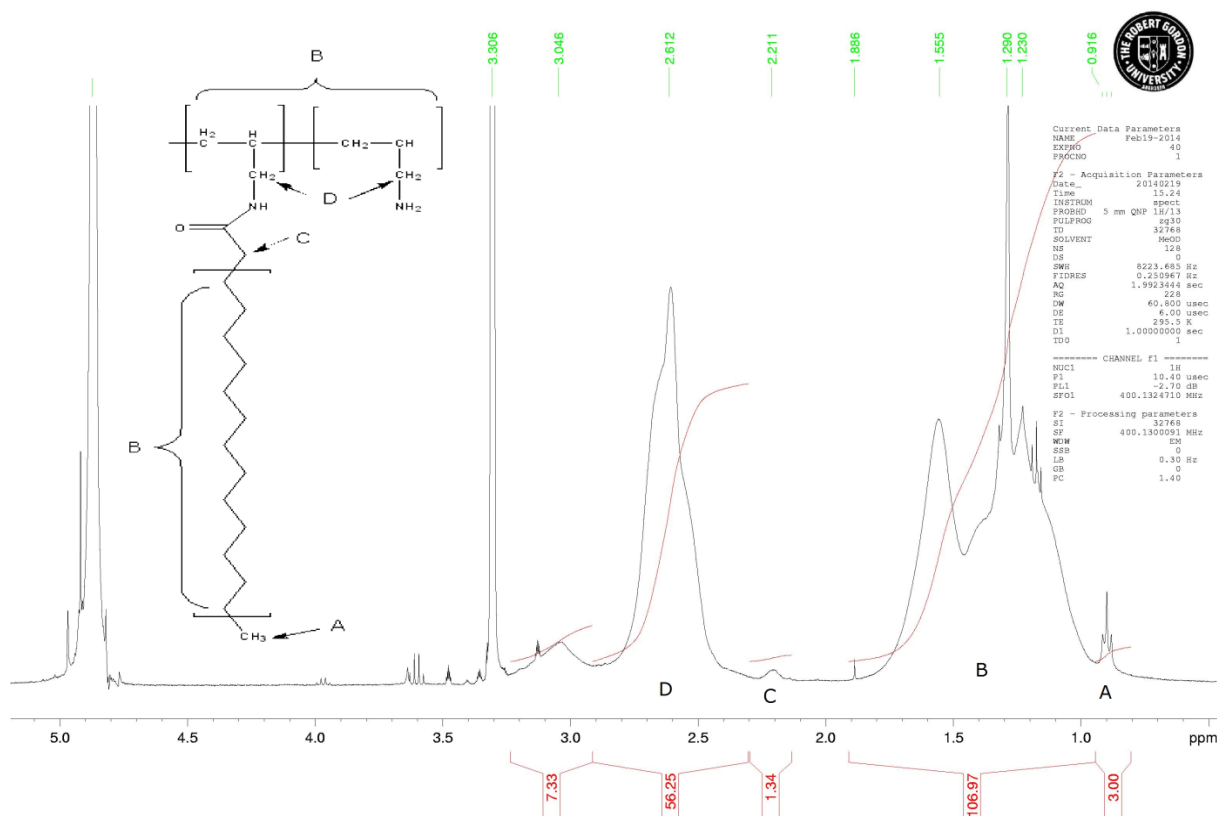 3.306
3.046
2.612
2.211
1.886
1.555
1.290
1.230
0.916
THE ROBERT GORDON
UNIVERSITY
ABERDEEN
B
H2
C
H
CH2
CH
CH2
CH2
D
NH
NH2
O
C
B
CH3
A
Current Data Parameters
NAME Feb19-2014
EXPNO 40
PROCNO 1
F2 - Acquisition Parameters
Date_ 20140219
Time 15.24
INSTRUM spect
PROBHD 5 mm QNP 1H/13
PULPROG zg30
TD 32768
SOLVENT MeOD
NS 128
DS 0
SWH 8223.685 Hz
FIDRES 0.250967 Hz
AQ 1.9923444 sec
RG 228
DW 60.800 usec
DE 6.00 usec
TE 295.5 K
D1 1.00000000 sec
TD0 1
======== CHANNEL f1 ========
NUC1 1H
P1 10.40 usec
PL1 -2.70 dB
SFO1 400.1324710 MHz
F2 - Processing parameters
SI 32768
SF 400.1300091 MHz
WDW EM
SSB 0
LB 0.30 Hz
GB 0
PC 1.40
D
C
B
A
5.0 4.5 4.0 3.5 3.0 2.5 2.0 1.5 1.0 ppm
7.33
56.25
1.34
106.97
3.00